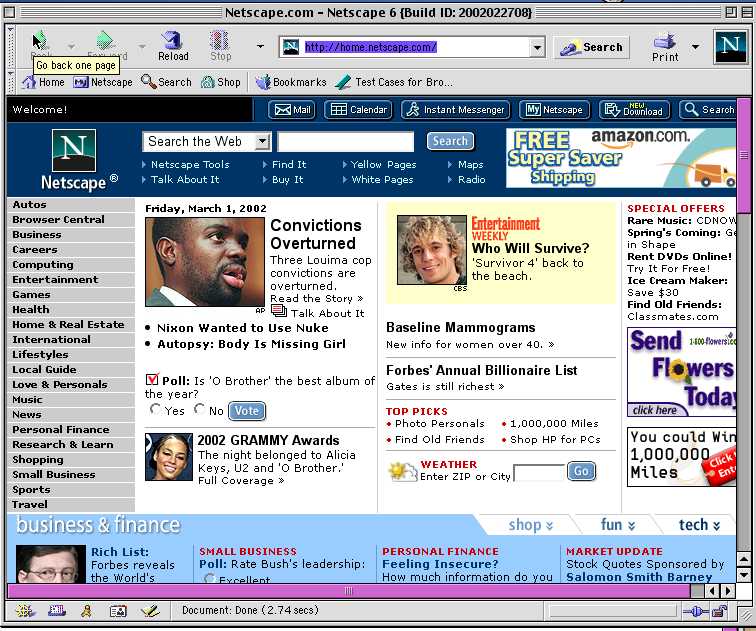 Netscape.com – Netscape 6 {Build ID: 2002022708}
Back Forward Reload Stop http://home.netscape.com/ Search Print N
Go back one page
Home My Netscape Search Shop Bookmarks Test Cases for Bro...
Welcome! Mail Calendar Instant Messenger My Netscape NEW Download Search
N
Netscape®
Search the Web Search
Netscape Tools Find It Yellow Pages Maps
Talk About It Buy It White Pages Radio
FREE amazon.com.
Super Saver
Shipping
Autos
Browser Central
Business
Careers
Computing
Entertainment
Games
Health
Home & Real Estate
International
Lifestyles
Local Guide
Love & Personals
Music
News
Personal Finance
Research & Learn
Shopping
Small Business
Sports
Travel
Friday, March 1, 2002
AP
Convictions
Overturned
Three Louima cop
convictions are
overturned.
Read the Story »
Talk About It
• Nixon Wanted to Use Nuke
• Autopsy: Body Is Missing Girl
Poll: Is 'O Brother' the best album of
the year?
Yes No Vote
2002 GRAMMY Awards
The night belonged to Alicia
Keys, U2 and 'O Brother.'
Full Coverage »
CBS
Entertainment
WEEKLY
Who Will Survive?
'Survivor 4' back to
the beach.
Baseline Mammograms
New info for women over 40. »
Forbes' Annual Billionaire List
Gates is still richest »
TOP PICKS
• Photo Personals • 1,000,000 Miles
• Find Old Friends • Shop HP for PCs
WEATHER
Enter ZIP or City Go
SPECIAL OFFERS
Rare Music: CDNOW
Spring's Coming: Ge
in Shape
Rent DVDs Online!
Try It For Free!
Ice Cream Maker:
Save $30
Find Old Friends:
Classmates.com
Send 1-800-flowers.co
Flowers
Today
click here
You could Win
1,000,000
Miles
Click
business & finance
shop fun tech
Rich List:
Forbes reveals
the World's
SMALL BUSINESS
Poll: Rate Bush's leadership:
Excellent
PERSONAL FINANCE
Feeling Insecure?
How much information do you
MARKET UPDATE
Stock Quotes Sponsored by
Salomon Smith Barney
Document: Done (2.74 secs)